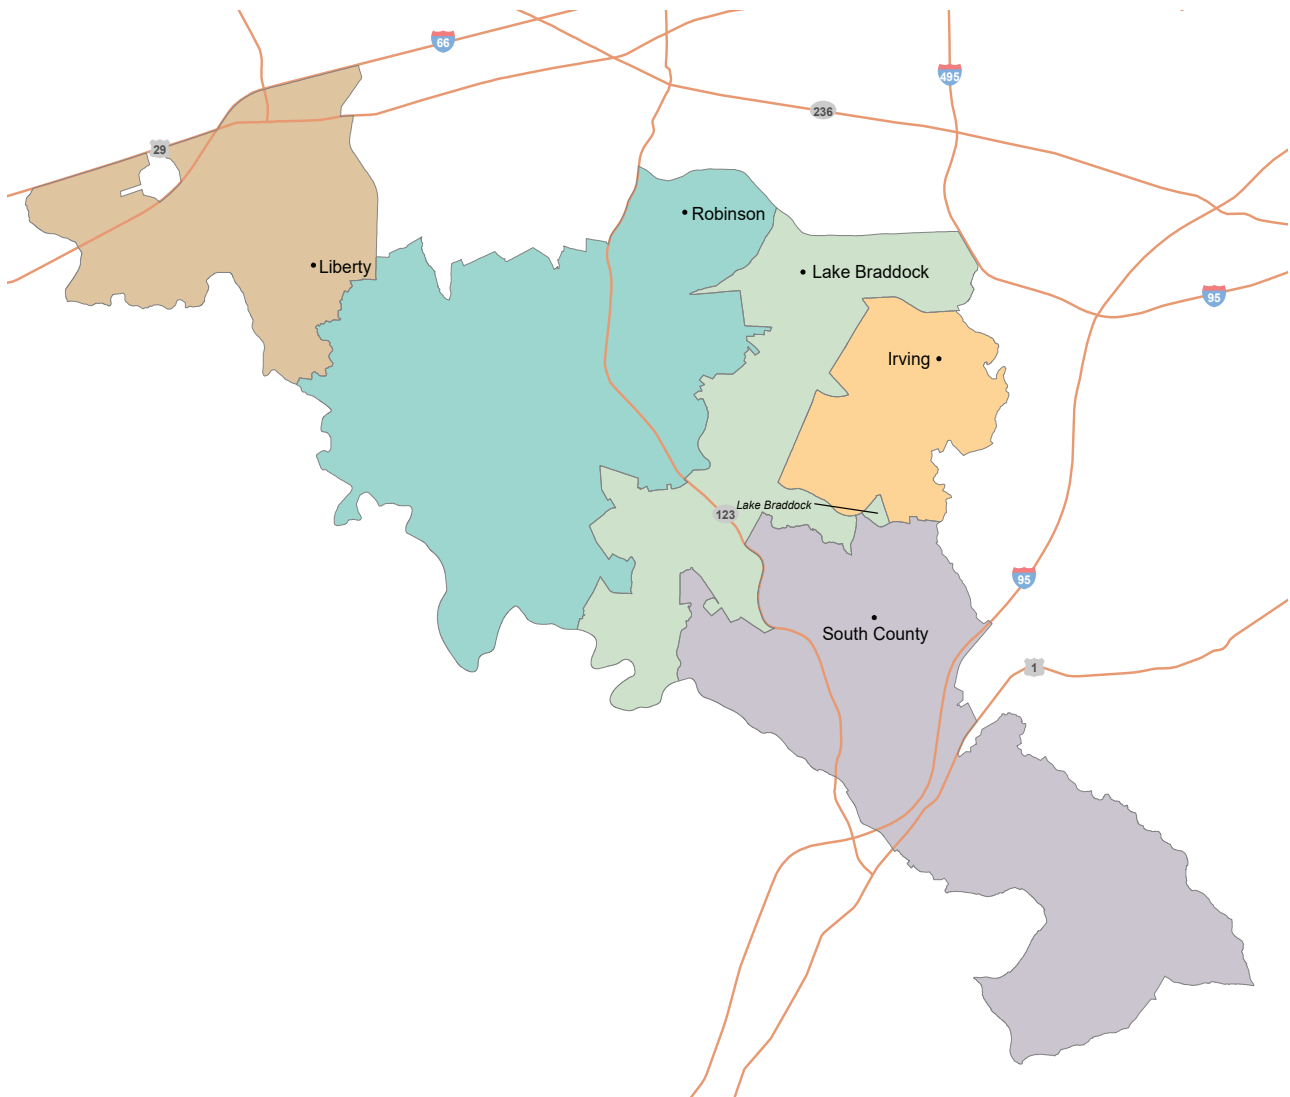 66
495
236
29
Robinson
Liberty
Lake Braddock
95
Irving
Lake Braddock
123
95
South County
1